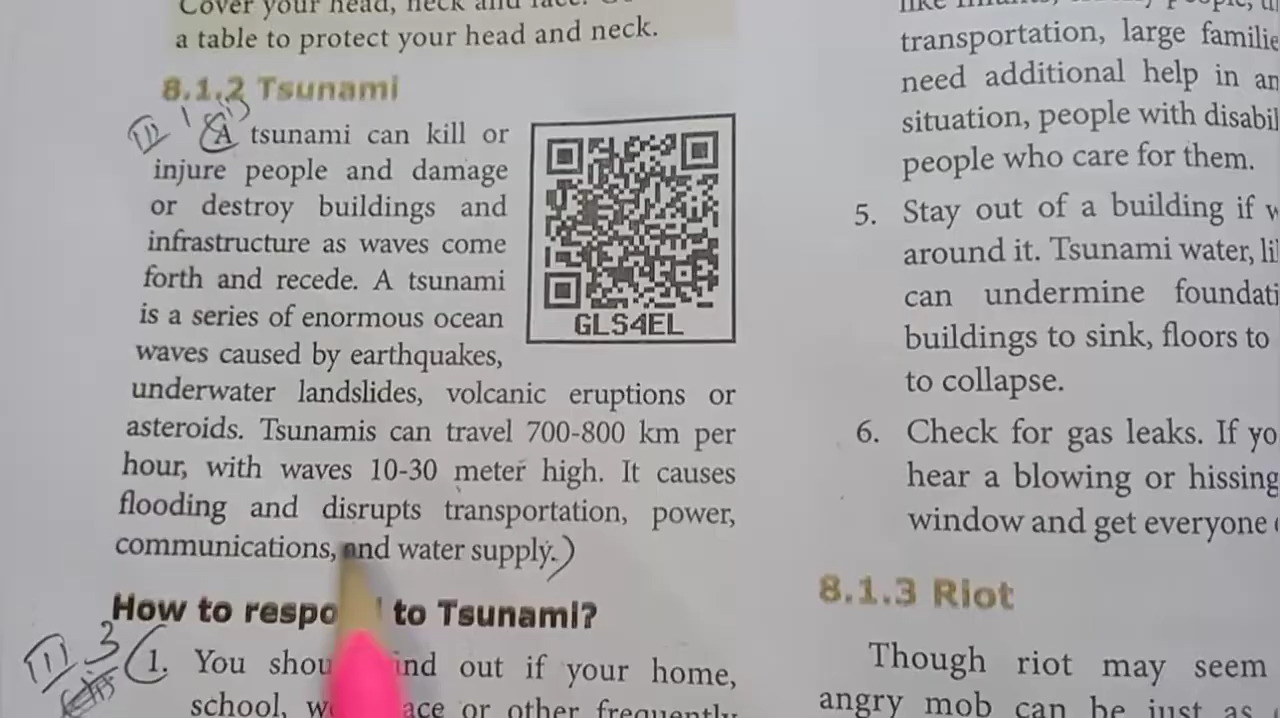 Cover your head, neck and face.
a table to protect your head and neck.
8.1.2 Tsunami
A tsunami can kill or
injure people and damage
or destroy buildings and
infrastructure as waves come
forth and recede. A tsunami
is a series of enormous ocean
waves caused by earthquakes,
underwater landslides, volcanic eruptions or
asteroids. Tsunamis can travel 700-800 km per
hour, with waves 10-30 meter high. It causes
flooding and disrupts transportation, power,
communications, and water supply.)
GLS4EL
How to respo to Tsunami?
3
1. You shou ind out if your home,
school, w ace or other frequently
transportation, large familie
need additional help in an
situation, people with disabil
people who care for them.
5. Stay out of a building if w
around it. Tsunami water, li
can undermine foundati
buildings to sink, floors to
to collapse.
6. Check for gas leaks. If yo
hear a blowing or hissing
window and get everyone
8.1.3 Riot
Though riot may seem
angry mob can be just as